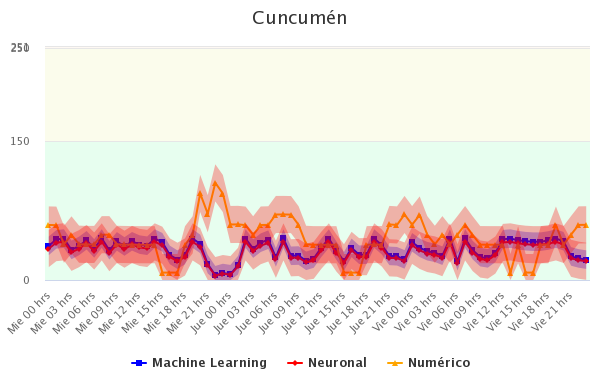 Cuncumén
250
150
0
Mie 00 hrs
Mie 03 hrs
Mie 06 hrs
Mie 09 hrs
Mie 12 hrs
Mie 15 hrs
Mie 18 hrs
Mie 21 hrs
Jue 00 hrs
Jue 03 hrs
Jue 06 hrs
Jue 09 hrs
Jue 12 hrs
Jue 15 hrs
Jue 18 hrs
Jue 21 hrs
Vie 00 hrs
Vie 03 hrs
Vie 06 hrs
Vie 09 hrs
Vie 12 hrs
Vie 15 hrs
Vie 18 hrs
Vie 21 hrs
Machine Learning Neuronal Numérico